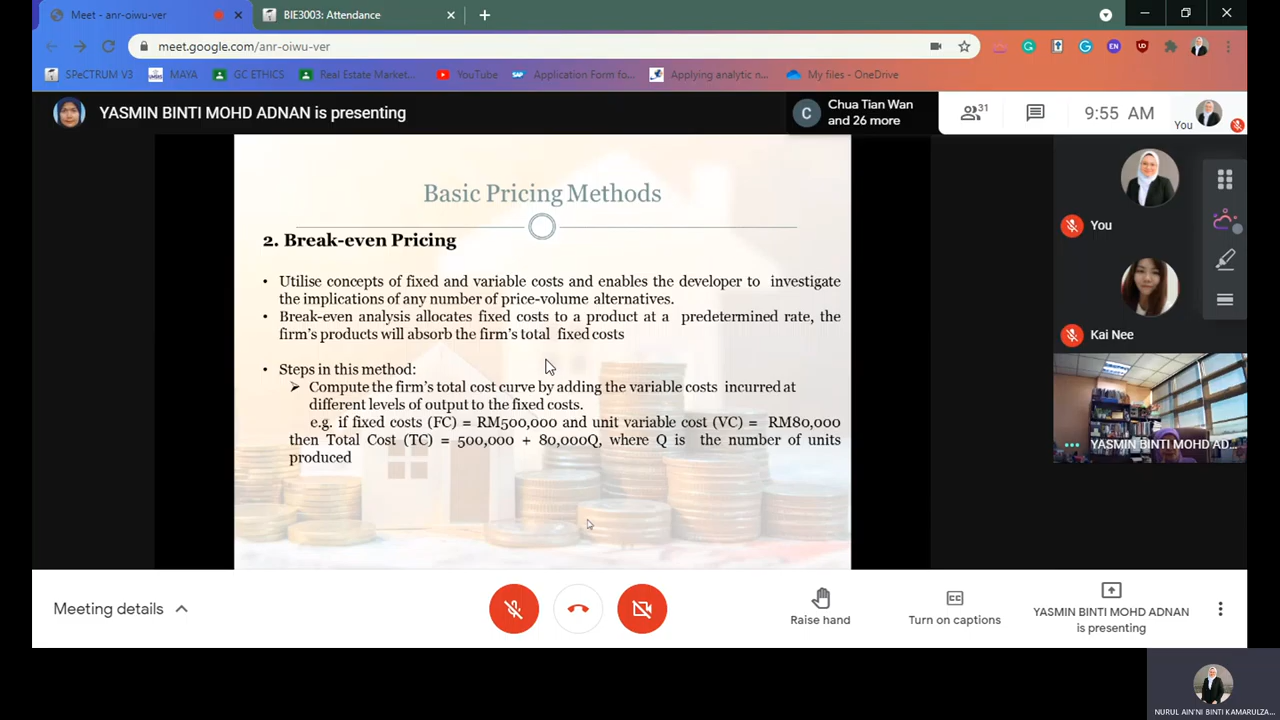 Meet - anr-oiwu-ver
BIE3003: Attendance
meet.google.com/anr-oiwu-ver
SPeCTRUM V3
MAYA
GC ETHICS
Real Estate Market...
YouTube
Application Form fo...
Applying analytic n...
My files - OneDrive
YASMIN BINTI MOHD ADNAN is presenting
C
Chua Tian Wan
and 26 more
31
9:55 AM
You
Basic Pricing Methods
2. Break-even Pricing
• Utilise concepts of fixed and variable costs and enables the developer to investigate
the implications of any number of price-volume alternatives.
• Break-even analysis allocates fixed costs to a product at a predetermined rate, the
firm's products will absorb the firm's total fixed costs
• Steps in this method:
➢ Compute the firm's total cost curve by adding the variable costs incurred at
different levels of output to the fixed costs.
e.g. if fixed costs (FC) = RM500,000 and unit variable cost (VC) = RM80,000
then Total Cost (TC) = 500,000 + 80,000Q, where Q is the number of units
produced
You
Kai Nee
YASMIN BINTI MOHD AD...
Meeting details
Raise hand
CC
Turn on captions
YASMIN BINTI MOHD ADNAN
is presenting
NURUL AIN'NI BINTI KAMARULZA...